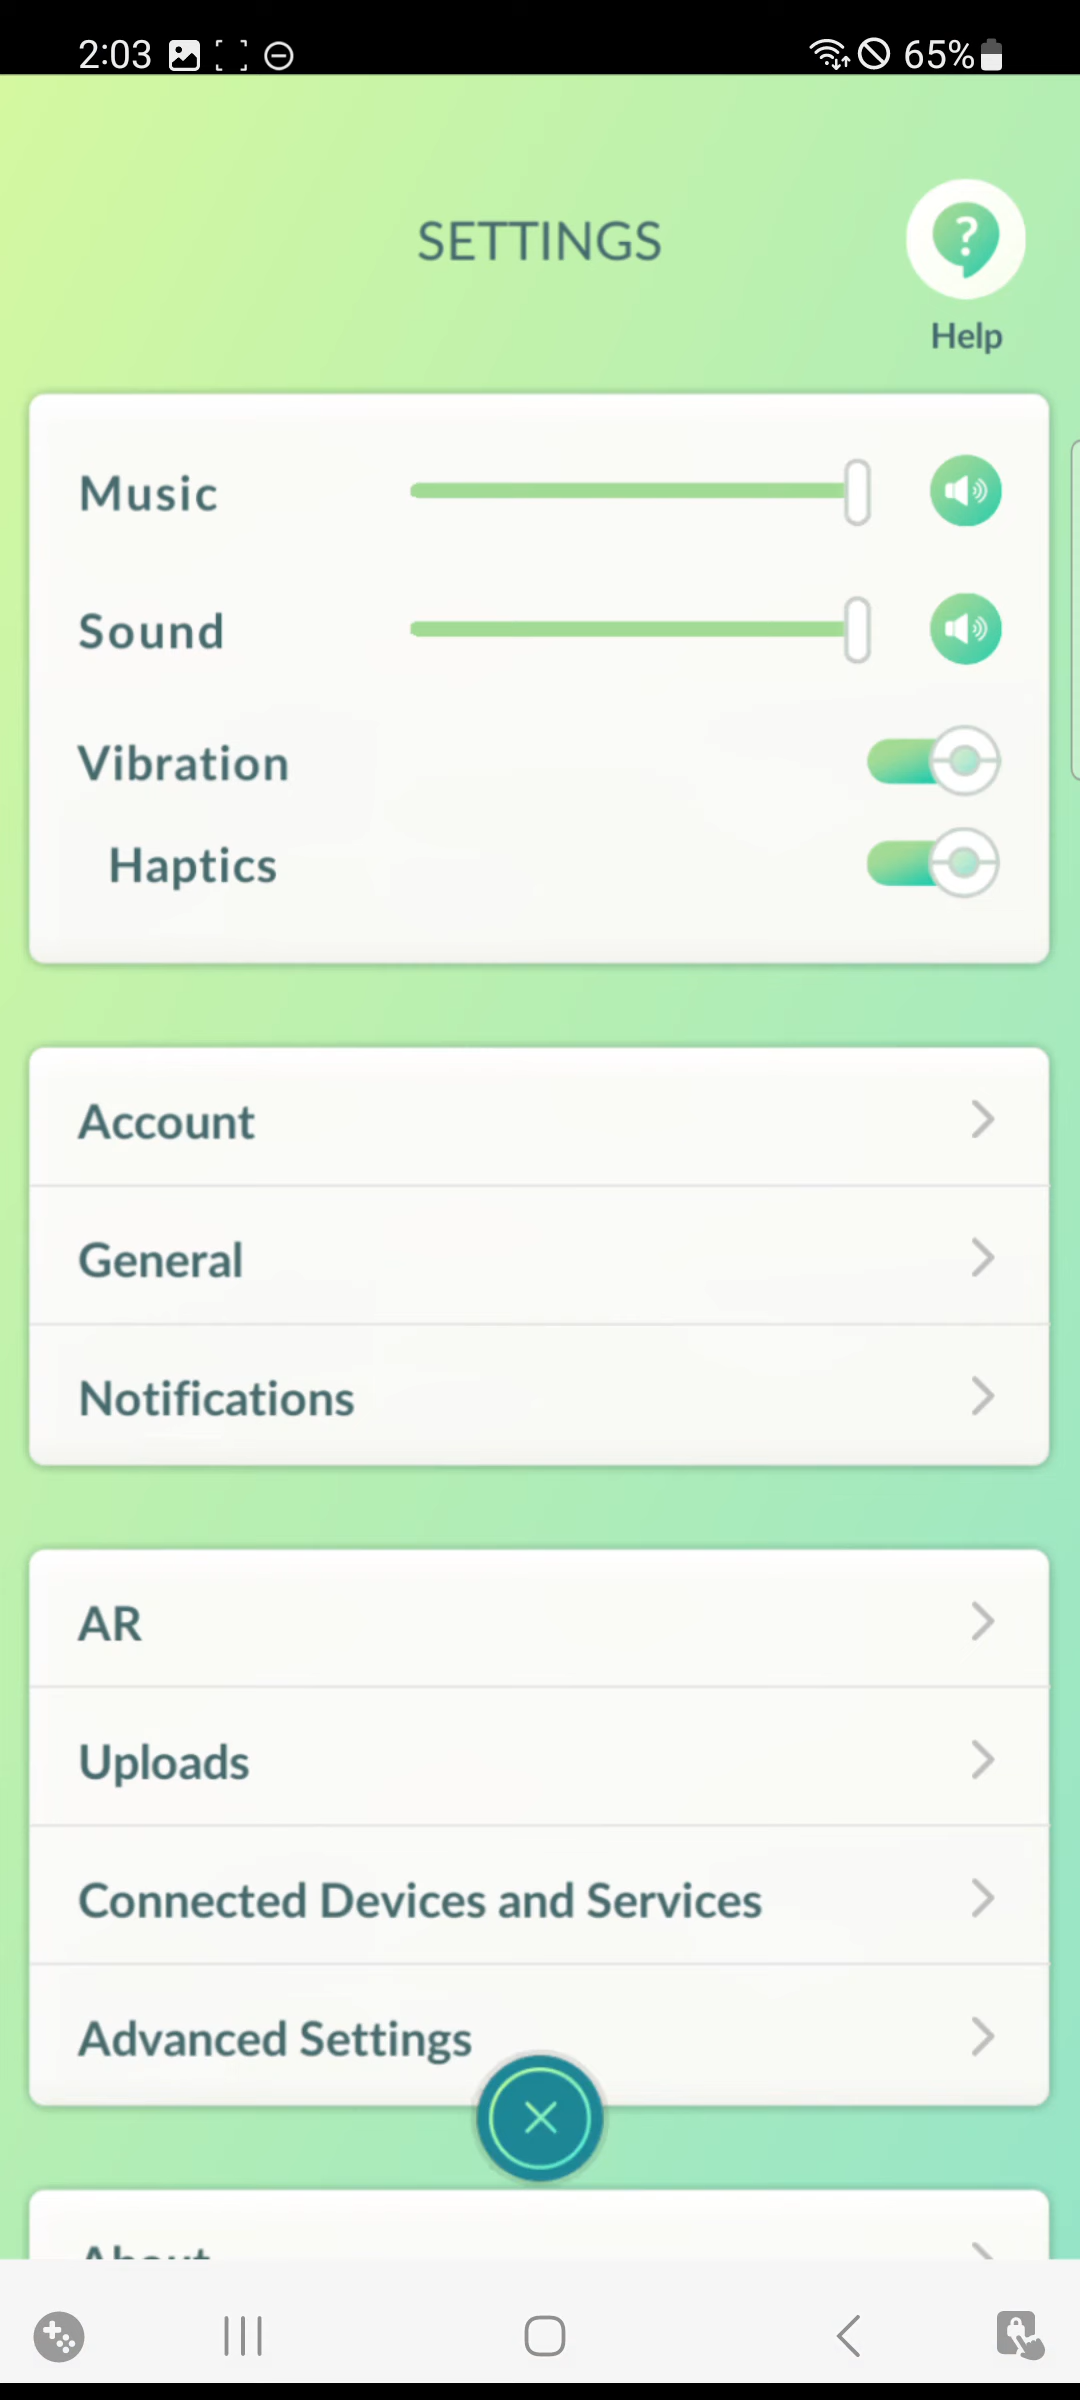 2:03
65%
SETTINGS
?
Help
Music
Sound
Vibration
Haptics
Account
General
Notifications
AR
Uploads
Connected Devices and Services
Advanced Settings
About